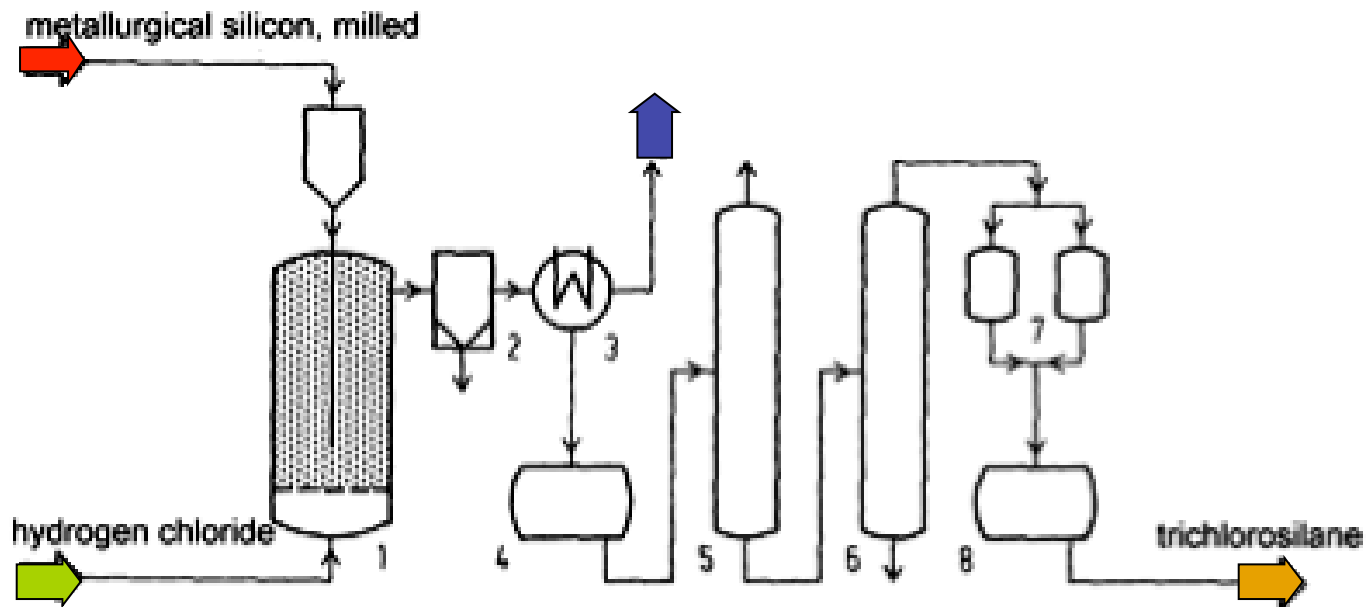 metallurgical silicon, milled
2
3
7
hydrogen chloride
1
4
5
6
8
trichlorosilane